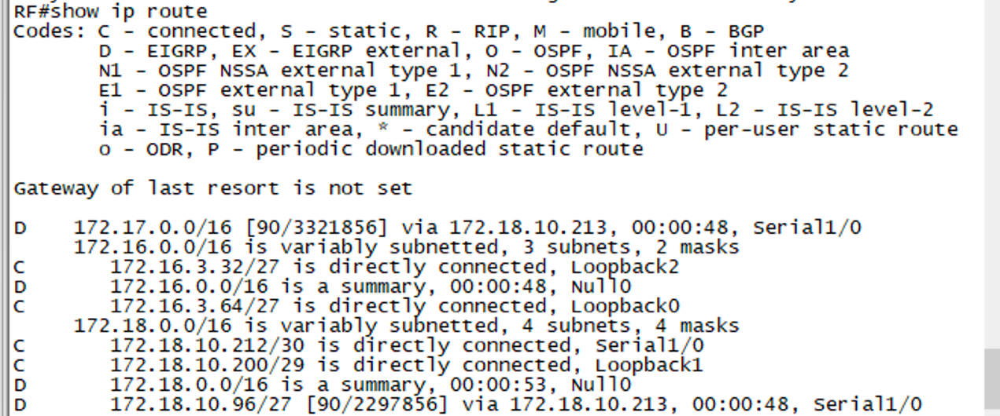 RF#show ip route
Codes: C - connected, S - static, R - RIP, M - mobile, B - BGP
D - EIGRP, EX - EIGRP external, O - OSPF, IA - OSPF inter area
N1 - OSPF NSSA external type 1, N2 - OSPF NSSA external type 2
E1 - OSPF external type 1, E2 - OSPF external type 2
i - IS-IS, su - IS-IS summary, L1 - IS-IS level-1, L2 - IS-IS level-2
ia - IS-IS inter area, * - candidate default, U - per-user static route
o - ODR, P - periodic downloaded static route
Gateway of last resort is not set
D 172.17.0.0/16 [90/3321856] via 172.18.10.213, 00:00:48, Serial1/0
172.16.0.0/16 is variably subnetted, 3 subnets, 2 masks
C 172.16.3.32/27 is directly connected, Loopback2
D 172.16.0.0/16 is a summary, 00:00:48, Null0
C 172.16.3.64/27 is directly connected, Loopback0
172.18.0.0/16 is variably subnetted, 4 subnets, 4 masks
C 172.18.10.212/30 is directly connected, Serial1/0
C 172.18.10.200/29 is directly connected, Loopback1
D 172.18.0.0/16 is a summary, 00:00:53, Null0
D 172.18.10.96/27 [90/2297856] via 172.18.10.213, 00:00:48, Serial1/0